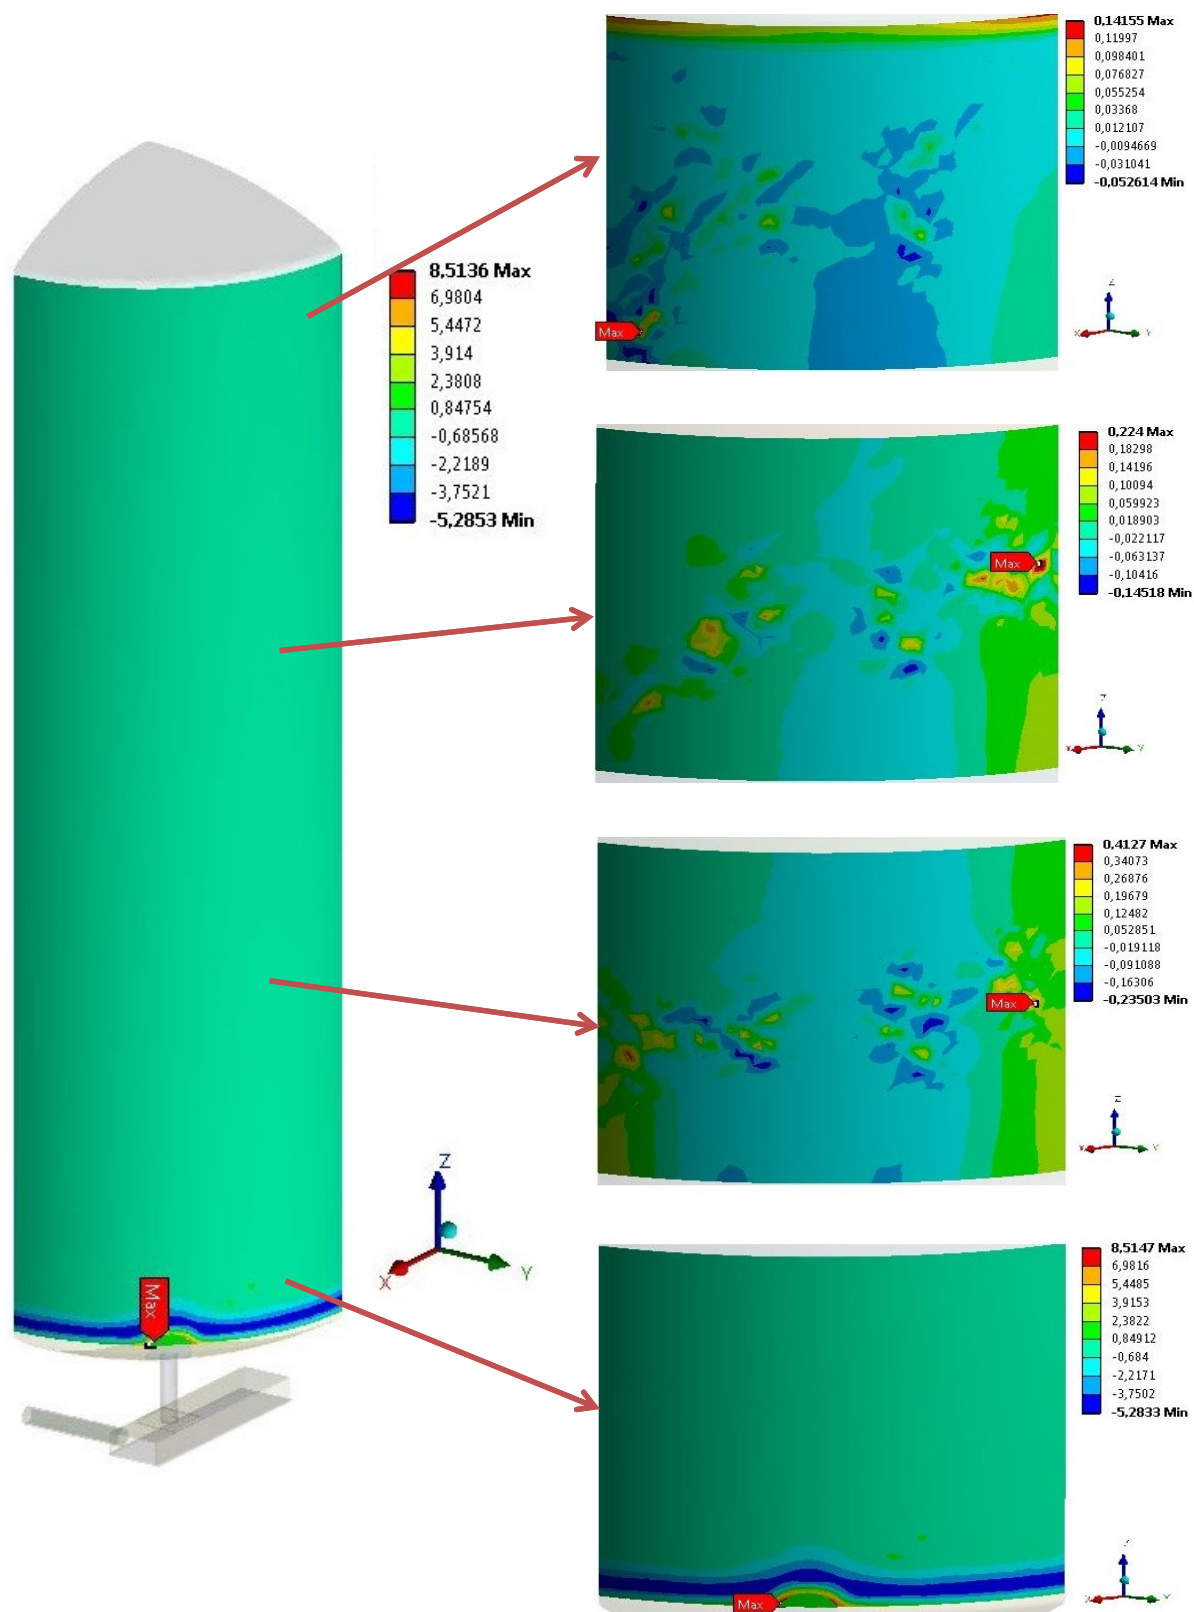 8,5136 Max
6,9804
5,4472
3,914
2,3808
0,84754
-0,68568
-2,2189
-3,7521
-5,2853 Min
Max
Z
X
Y
0,14155 Max
0,11997
0,098401
0,076827
0,055254
0,03368
0,012107
-0,0094669
-0,031041
-0,052614 Min
Max
Z
X
Y
0,224 Max
0,18298
0,14196
0,10094
0,059923
0,018903
-0,022117
-0,063137
-0,10416
-0,14518 Min
Max
Z
X
Y
0,4127 Max
0,34073
0,26876
0,19679
0,12482
0,052851
-0,019118
-0,091088
-0,16306
-0,23503 Min
Max
Z
X
Y
8,5147 Max
6,9816
5,4485
3,9153
2,3822
0,84912
-0,684
-2,2171
-3,7502
-5,2833 Min
Max
Z
X
Y